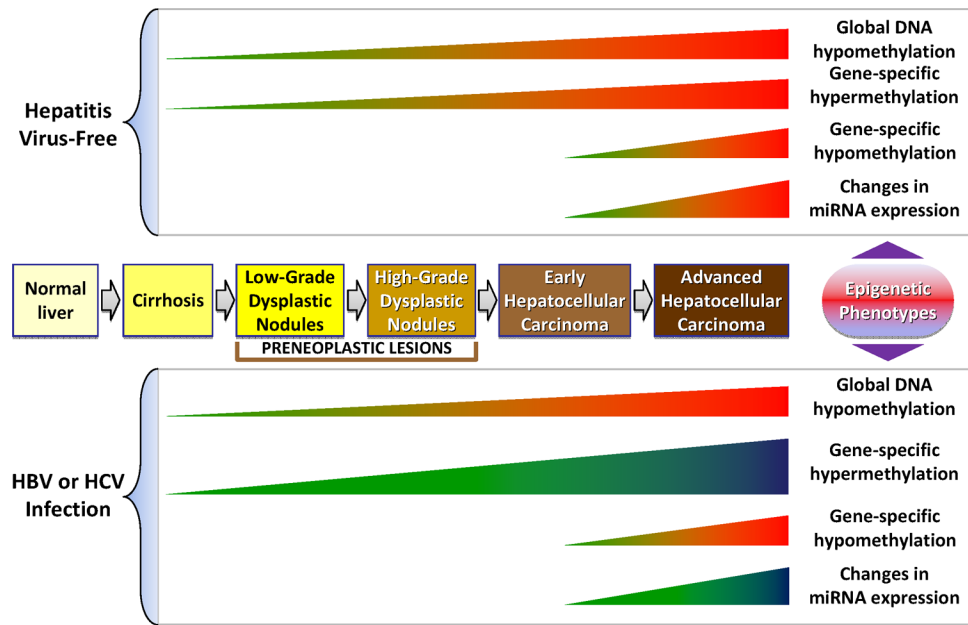 Hepatitis
Virus-Free
Global DNA
hypomethylation
Gene-specific
hypermethylation
Gene-specific
hypomethylation
Changes in
miRNA expression
Normal
liver
Cirrhosis
Low-Grade
Dysplastic
Nodules
High-Grade
Dysplastic
Nodules
Early
Hepatocellular
Carcinoma
Advanced
Hepatocellular
Carcinoma
Epigenetic
Phenotypes
PRENEOPLASTIC LESIONS
HBV or HCV
Infection
Global DNA
hypomethylation
Gene-specific
hypermethylation
Gene-specific
hypomethylation
Changes in
miRNA expression